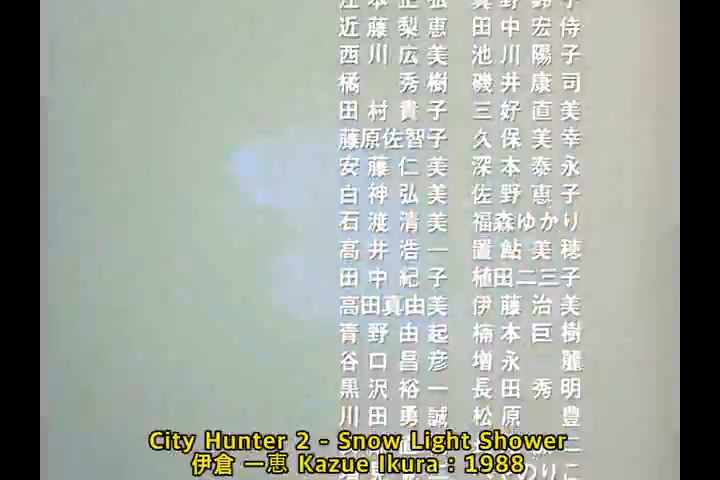 近藤梨恵 田中宏侍
西川広美 池川陽子
橘 秀樹 磯井康司
田村貴子 三好直美
藤原佐智子 久保美幸
安藤仁美 深本泰永
白神弘美 佐野恵子
石渡清美 福森ゆかり
高井浩一 置鮎美穂
田中紀子 植田二三子
高田真由美 伊藤治美
青野由起 楠本巨樹
谷口昌彦 増永 麗
黒沢裕一 長田秀明
川田勇誠 松原 豊
City Hunter 2 - Snow Light Shower
伊倉 一恵 Kazue Ikura : 1988